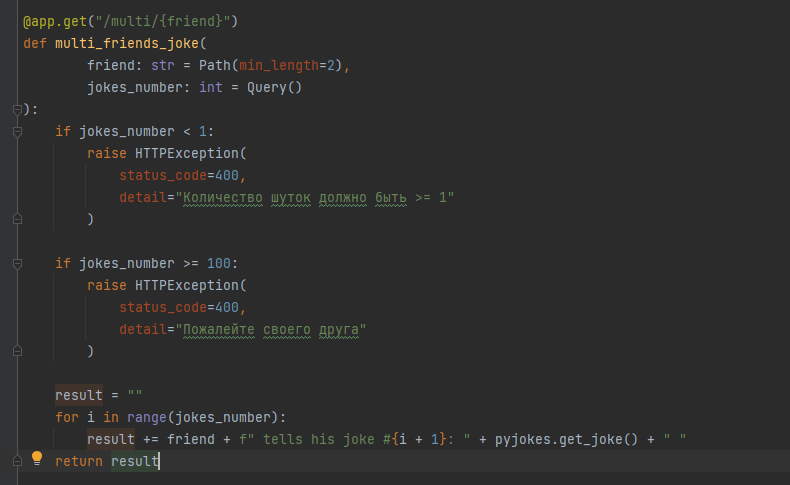 @app.get("/multi/{friend}")
def multi_friends_joke(
        friend: str = Path(min_length=2),
        jokes_number: int = Query()
):
    if jokes_number < 1:
        raise HTTPException(
            status_code=400,
            detail="Количество шуток должно быть >= 1"
        )

    if jokes_number >= 100:
        raise HTTPException(
            status_code=400,
            detail="Пожалейте своего друга"
        )

    result = ""
    for i in range(jokes_number):
        result += friend + f" tells his joke #{i + 1}: " + pyjokes.get_joke() + " "
    return result